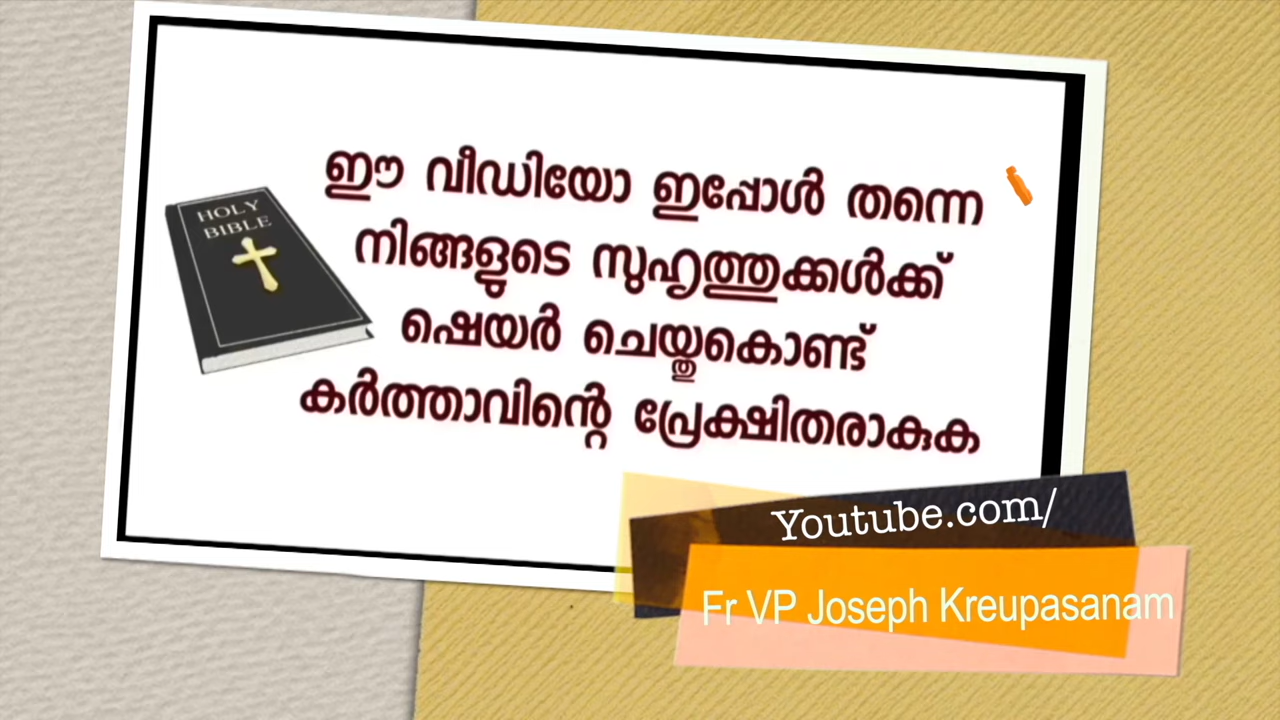 HOLY
BIBLE
ഈ വീഡിയോ ഇപ്പോൾ തന്നെ
നിങ്ങളുടെ സുഹൃത്തുക്കൾക്ക്
ഷെയർ ചെയ്തുകൊണ്ട്
കർത്താവിന്റെ പ്രേക്ഷിതരാകുക
Youtube.com/
Fr VP Joseph Kreupasanam